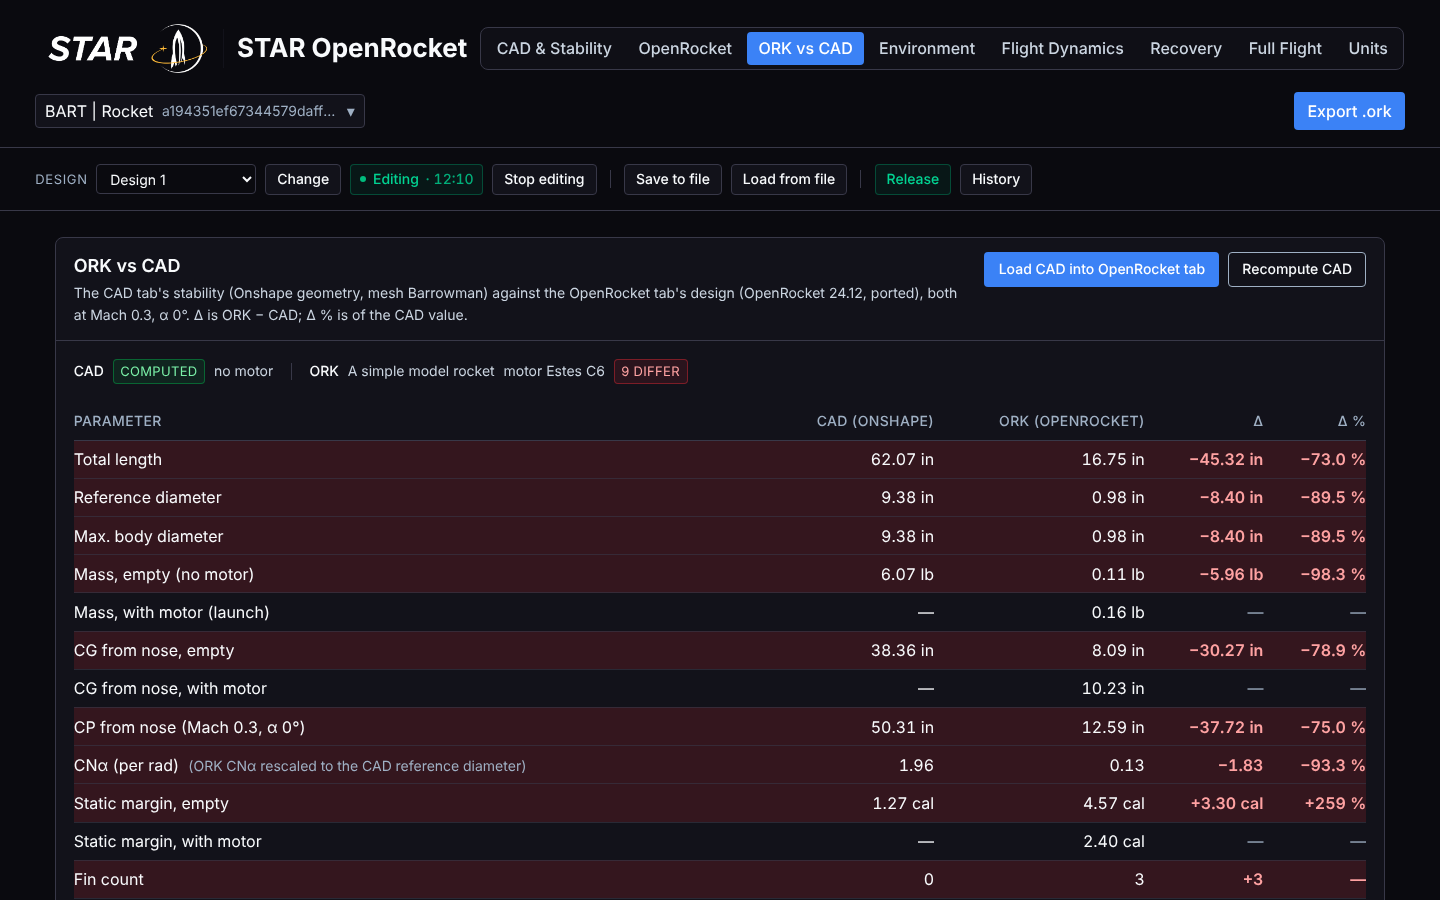 STAR
STAR OpenRocket
CAD & Stability OpenRocket ORK vs CAD Environment Flight Dynamics Recovery Full Flight Units
BART | Rocket a194351ef67344579daff... ▾
Export .ork
DESIGN Design 1 Change • Editing · 12:10 Stop editing Save to file Load from file Release History
ORK vs CAD
Load CAD into OpenRocket tab Recompute CAD
The CAD tab's stability (Onshape geometry, mesh Barrowman) against the OpenRocket tab's design (OpenRocket 24.12, ported), both
at Mach 0.3, α 0°. Δ is ORK − CAD; Δ % is of the CAD value.
CAD COMPUTED no motor ORK A simple model rocket motor Estes C6 9 DIFFER
PARAMETER CAD (ONSHAPE) ORK (OPENROCKET) Δ Δ %
Total length 62.07 in 16.75 in −45.32 in −73.0 %
Reference diameter 9.38 in 0.98 in −8.40 in −89.5 %
Max. body diameter 9.38 in 0.98 in −8.40 in −89.5 %
Mass, empty (no motor) 6.07 lb 0.11 lb −5.96 lb −98.3 %
Mass, with motor (launch) — 0.16 lb — —
CG from nose, empty 38.36 in 8.09 in −30.27 in −78.9 %
CG from nose, with motor — 10.23 in — —
CP from nose (Mach 0.3, α 0°) 50.31 in 12.59 in −37.72 in −75.0 %
CNα (per rad) (ORK CNα rescaled to the CAD reference diameter) 1.96 0.13 −1.83 −93.3 %
Static margin, empty 1.27 cal 4.57 cal +3.30 cal +259 %
Static margin, with motor — 2.40 cal — —
Fin count 0 3 +3 —